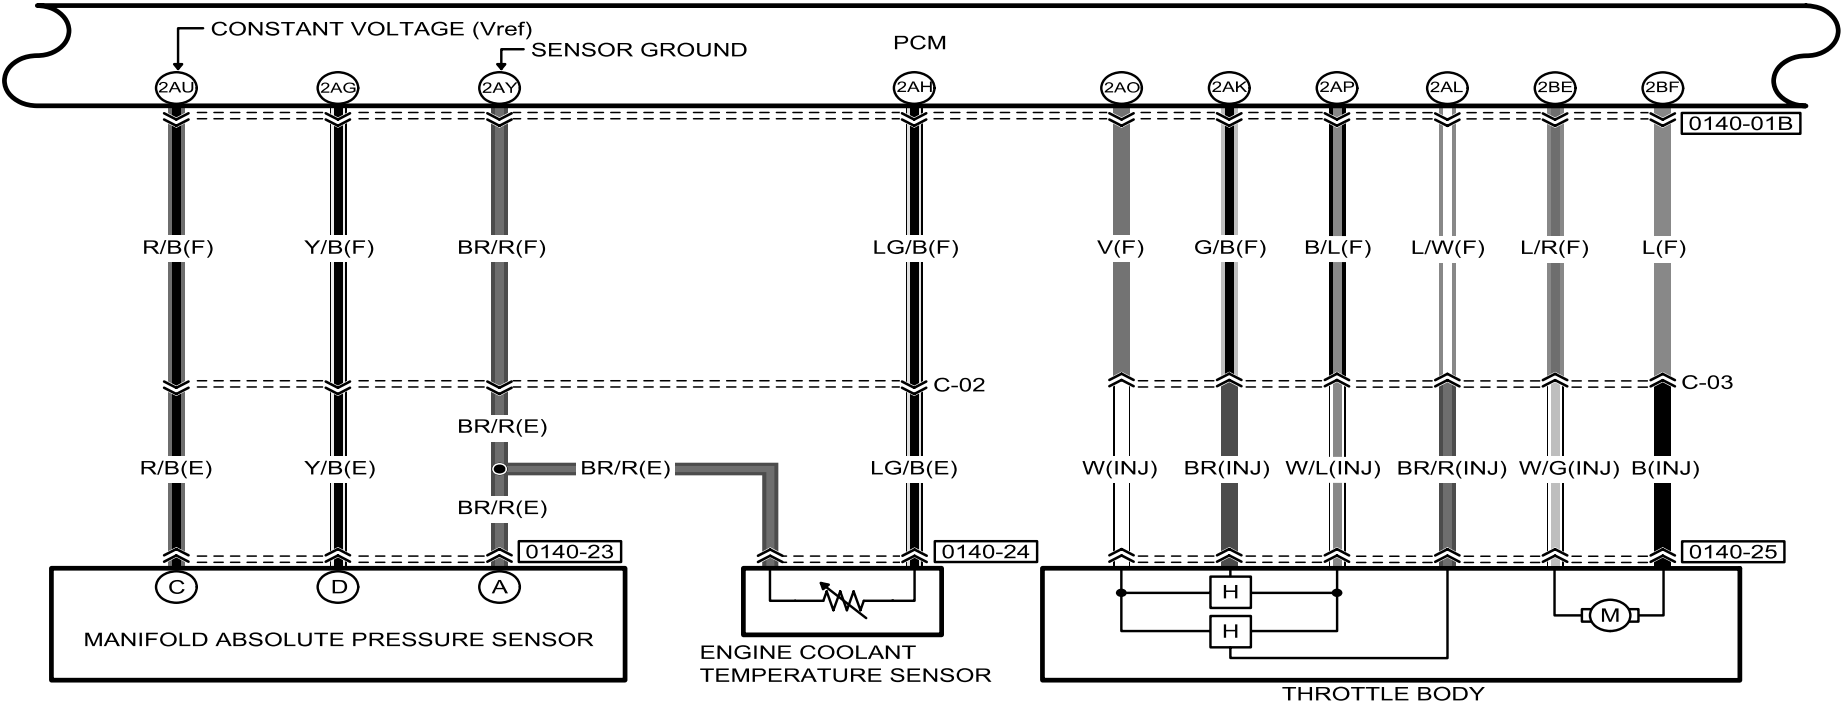 CONSTANT VOLTAGE (Vref)
SENSOR GROUND
PCM
2AU 2AG 2AY 2AH 2AO 2AK 2AP 2AL 2BE 2BF
0140-01B
R/B(F) Y/B(F) BR/R(F) LG/B(F) V(F) G/B(F) B/L(F) L/W(F) L/R(F) L(F)
C-02 C-03
BR/R(E)
R/B(E) Y/B(E) BR/R(E) LG/B(E) W(INJ) BR(INJ) W/L(INJ) BR/R(INJ) W/G(INJ) B(INJ)
BR/R(E)
0140-23 0140-24 0140-25
C D A H
H M
MANIFOLD ABSOLUTE PRESSURE SENSOR
ENGINE COOLANT
TEMPERATURE SENSOR
THROTTLE BODY